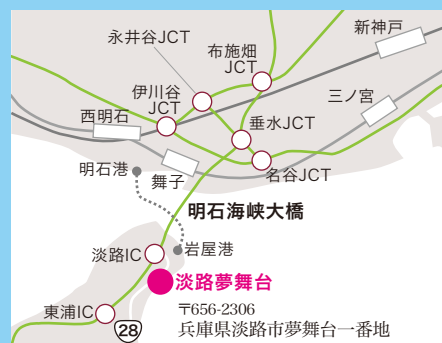 新神戸
永井谷JCT
布施畑
JCT
伊川谷
JCT
三ノ宮
西明石
垂水JCT
明石港
舞子
名谷JCT
明石海峡大橋
淡路IC
岩屋港
淡路夢舞台
東浦IC
28
〒656-2306
兵庫県淡路市夢舞台一番地